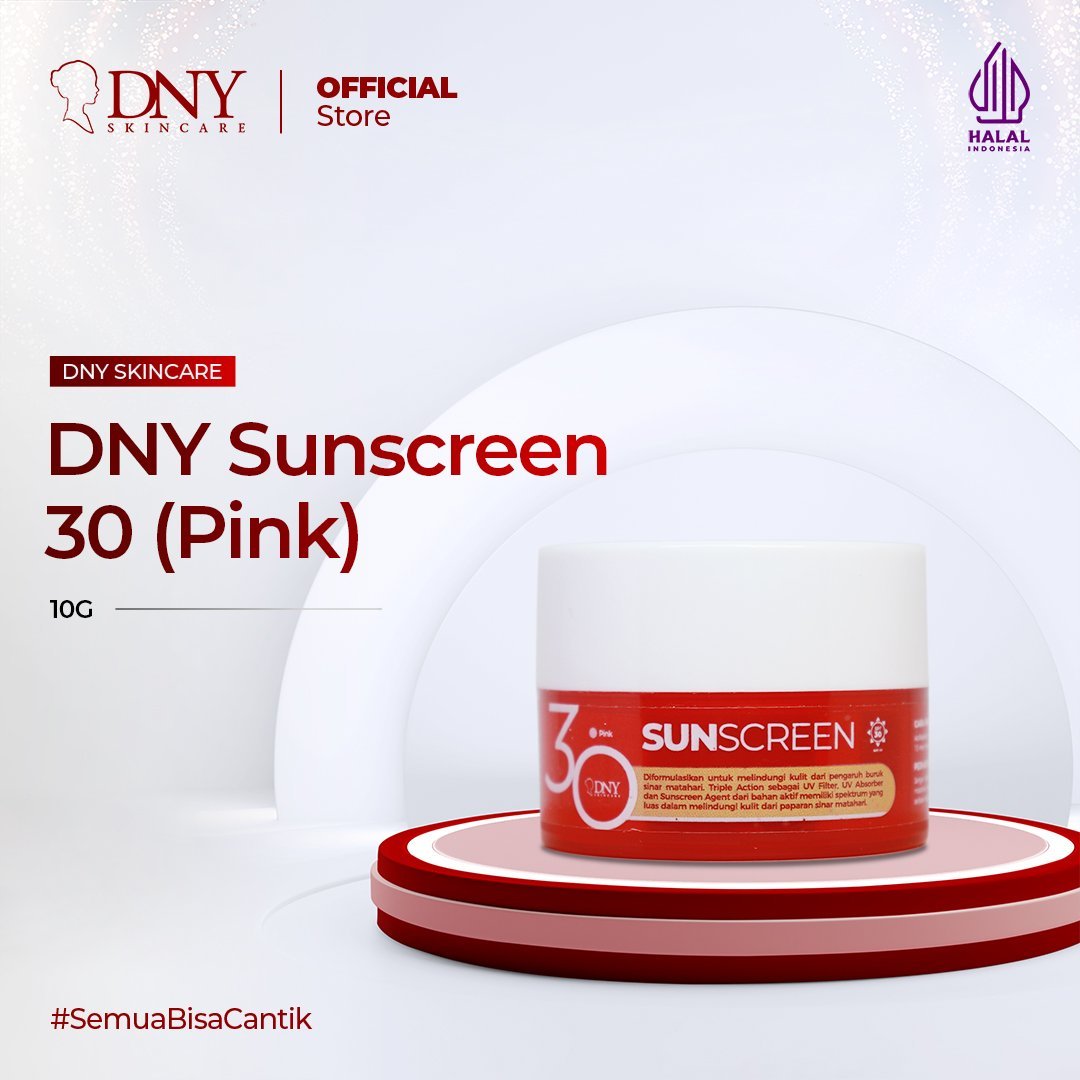 DNY
SKINCARE
OFFICIAL
Store
HALAL
INDONESIA
DNY SKINCARE
DNY Sunscreen
30 (Pink)
10G
30
Pink
SUNSCREEN
30
DNY
SKINCARE
Diformulasikan untuk melindungi kulit dari pengaruh buruk
sinar matahari. Triple Action sebagai UV Filter, UV Absorber
dan Sunscreen Agent dari bahan aktif memiliki spektrum yang
luas dalam melindungi kulit dari paparan sinar matahari.
#SemuaBisaCantik